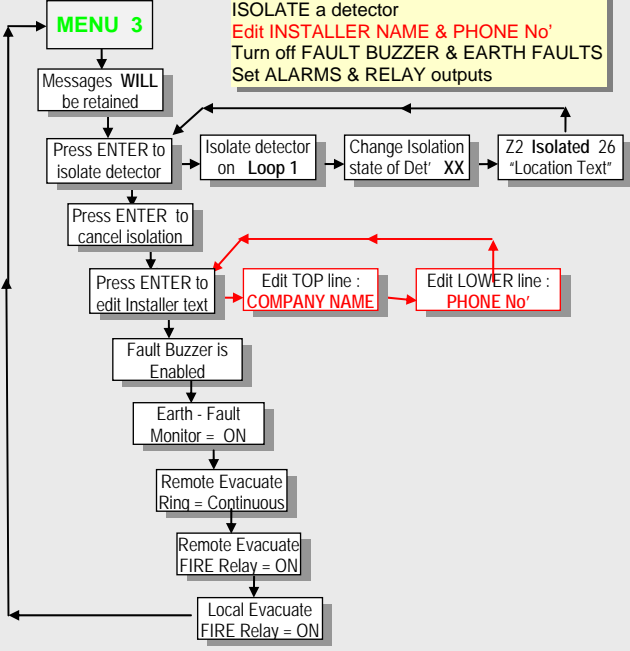 MENU 3
ISOLATE a detector
Edit INSTALLER NAME & PHONE No'
Turn off FAULT BUZZER & EARTH FAULTS
Set ALARMS & RELAY outputs
Messages WILL
be retained
Press ENTER to
isolate detector
Isolate detector
on Loop 1
Change Isolation
state of Det' XX
Z2 Isolated 26
“Location Text”
Press ENTER to
cancel isolation
Press ENTER to
edit Installer text
Edit TOP line :
COMPANY NAME
Edit LOWER line :
PHONE No'
Fault Buzzer is
Enabled
Earth - Fault
Monitor = ON
Remote Evacuate
Ring = Continuous
Remote Evacuate
FIRE Relay = ON
Local Evacuate
FIRE Relay = ON